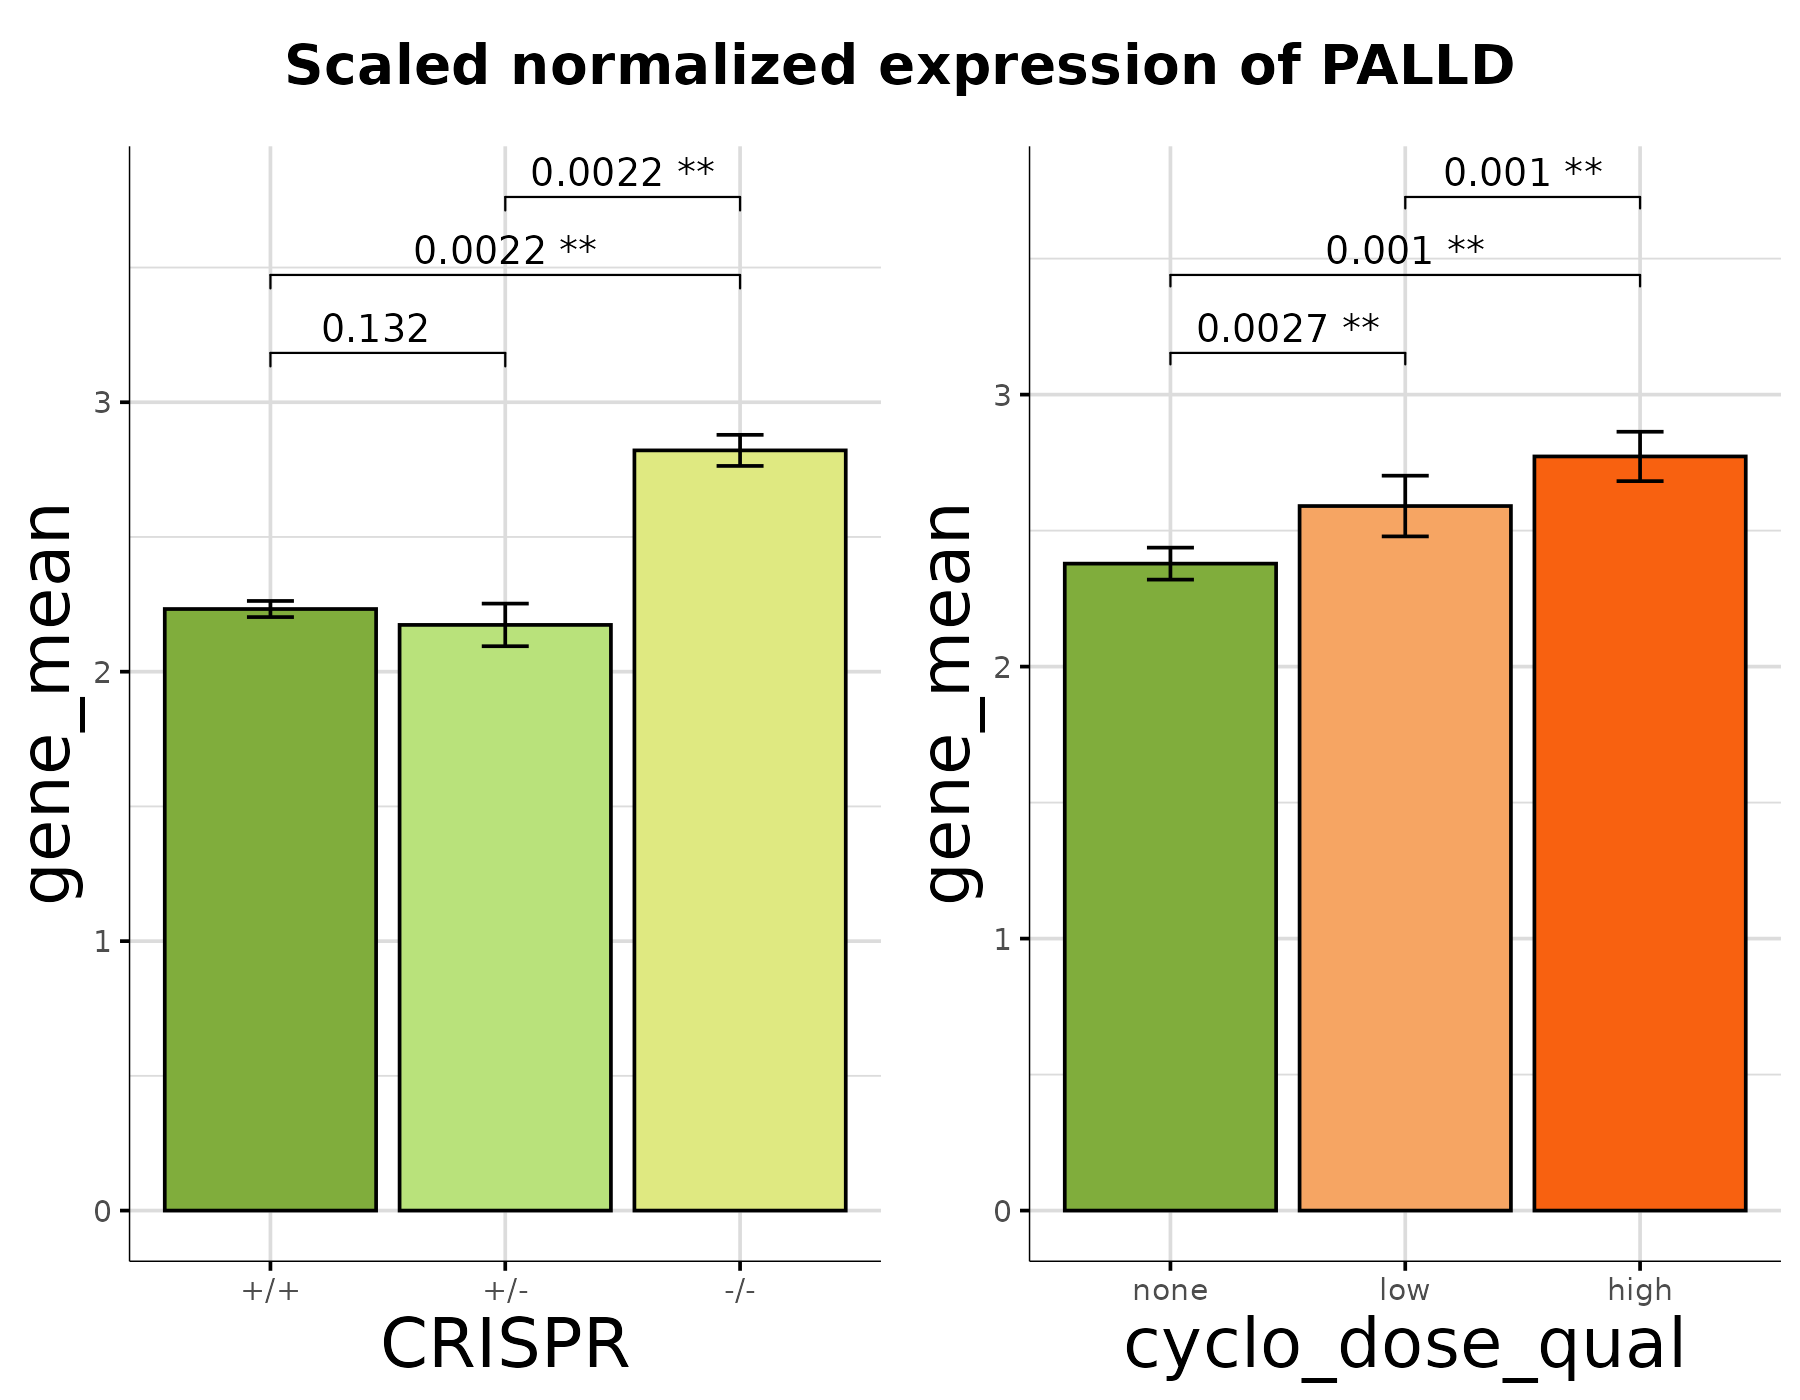 Scaled normalized expression of PALLD
gene_mean
3
2
1
0
0.0022 **
0.0022 **
0.132
+/+
+/-
-/-
CRISPR
gene_mean
3
2
1
0
0.001 **
0.001 **
0.0027 **
none
low
high
cyclo_dose_qual